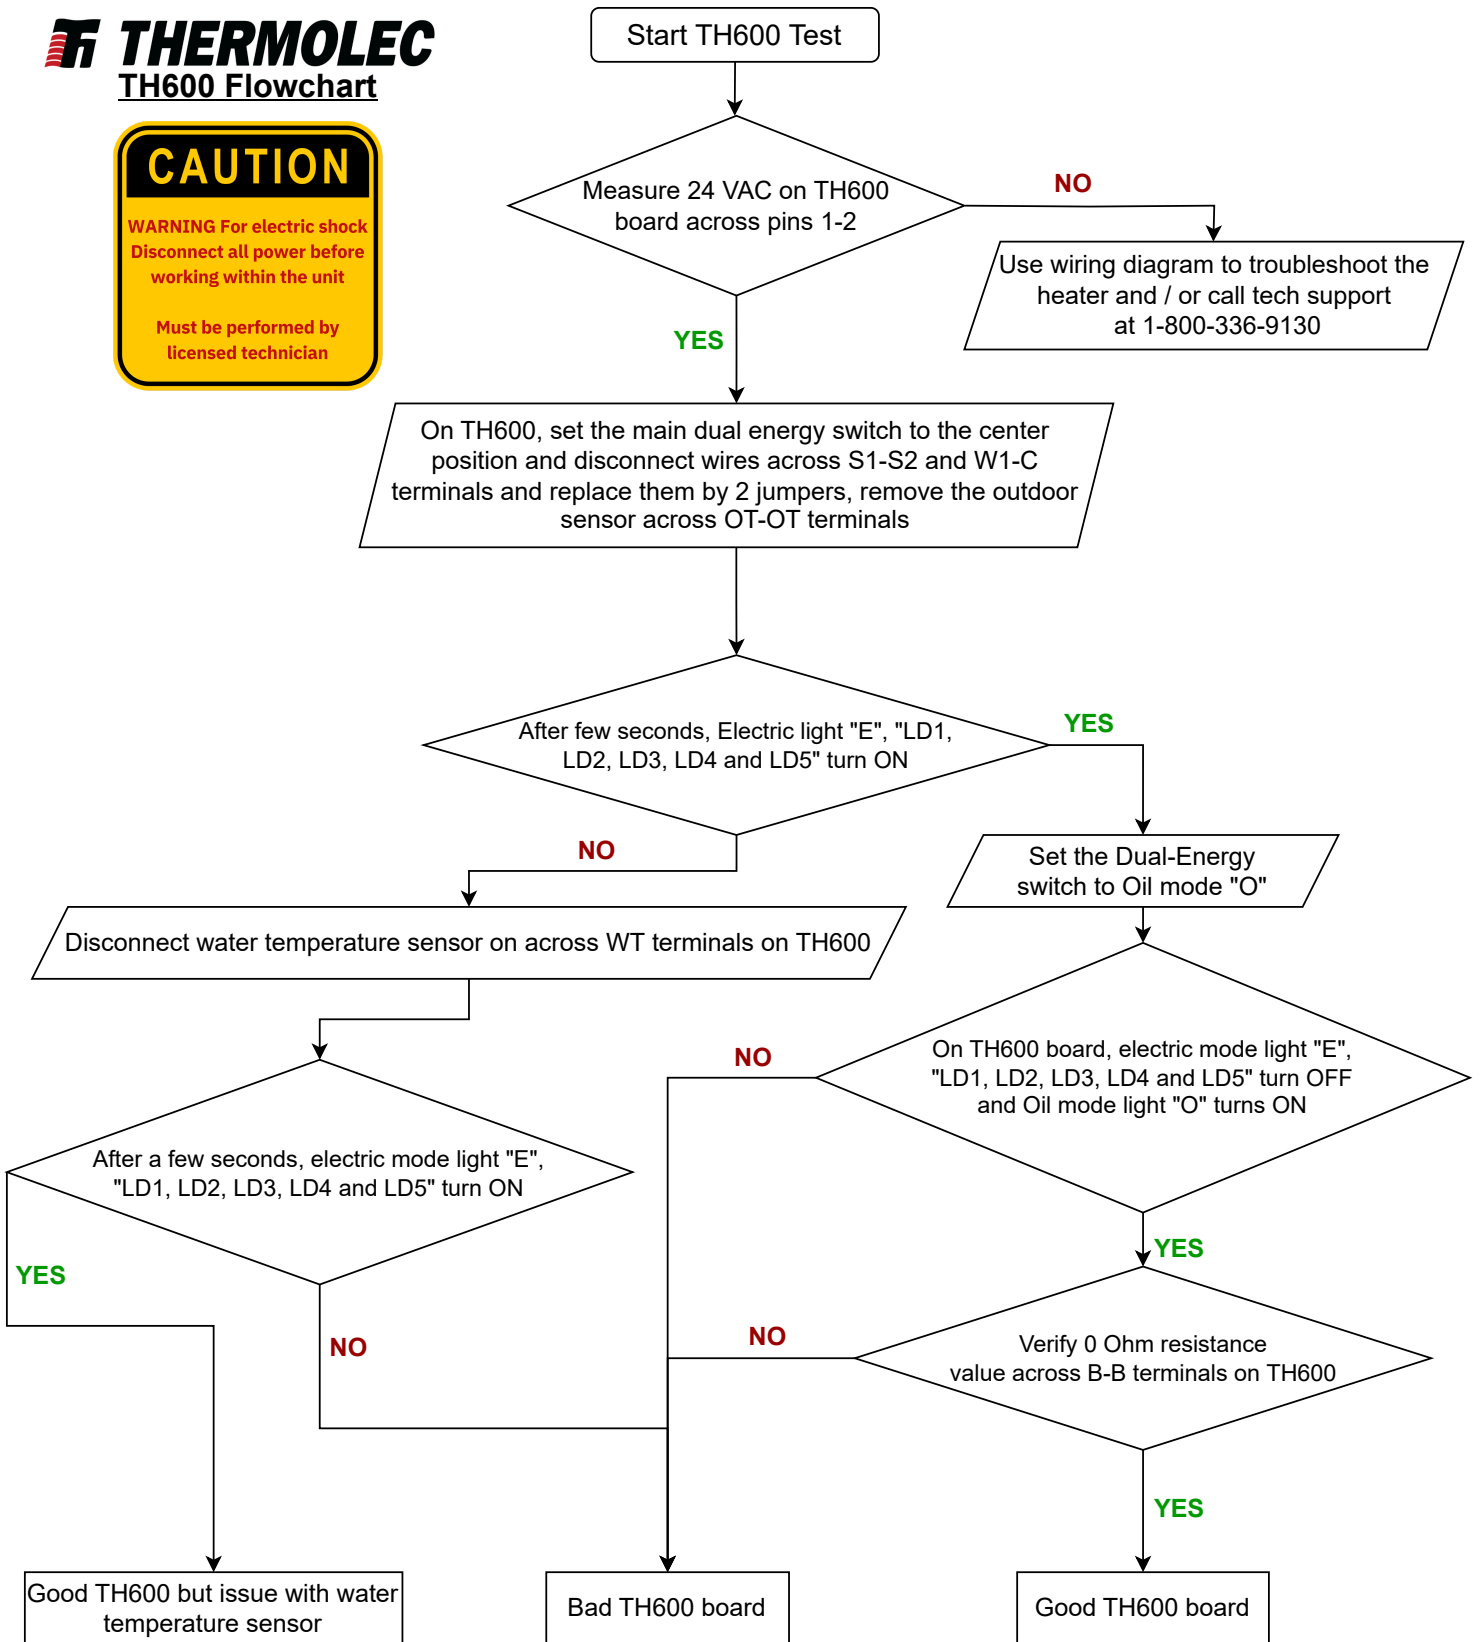 THERMOLEC
TH600 Flowchart
CAUTION
WARNING For electric shock
Disconnect all power before
working within the unit
Must be performed by
licensed technician
Start TH600 Test
Measure 24 VAC on TH600
board across pins 1-2
NO
Use wiring diagram to troubleshoot the
heater and / or call tech support
at 1-800-336-9130
YES
On TH600, set the main dual energy switch to the center
position and disconnect wires across S1-S2 and W1-C
terminals and replace them by 2 jumpers, remove the outdoor
sensor across OT-OT terminals
After few seconds, Electric light "E", "LD1,
LD2, LD3, LD4 and LD5" turn ON
YES
NO
Set the Dual-Energy
switch to Oil mode "O"
Disconnect water temperature sensor on across WT terminals on TH600
On TH600 board, electric mode light "E",
"LD1, LD2, LD3, LD4 and LD5" turn OFF
and Oil mode light "O" turns ON
NO
After a few seconds, electric mode light "E",
"LD1, LD2, LD3, LD4 and LD5" turn ON
YES
YES
NO
NO
Verify 0 Ohm resistance
value across B-B terminals on TH600
YES
Good TH600 but issue with water
temperature sensor
Bad TH600 board
Good TH600 board